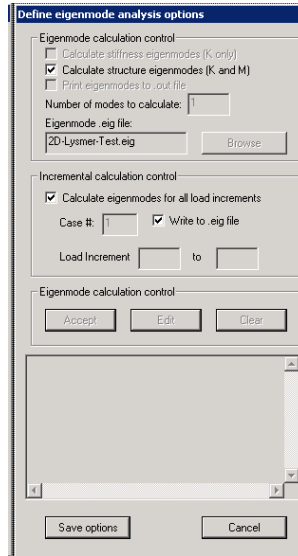 Define eigenmode analysis options
Eigenmode calculation control
Calculate stiffness eigenmodes (K only)
Calculate structure eigenmodes (K and M)
Print eigenmodes to .out file
Number of modes to calculate: 1
Eigenmode .eig file:
2D-Lysmer-Test.eig Browse
Incremental calculation control
Calculate eigenmodes for all load increments
Case #: 1 Write to .eig file
Load Increment to
Eigenmode calculation control
Accept Edit Clear
Save options Cancel